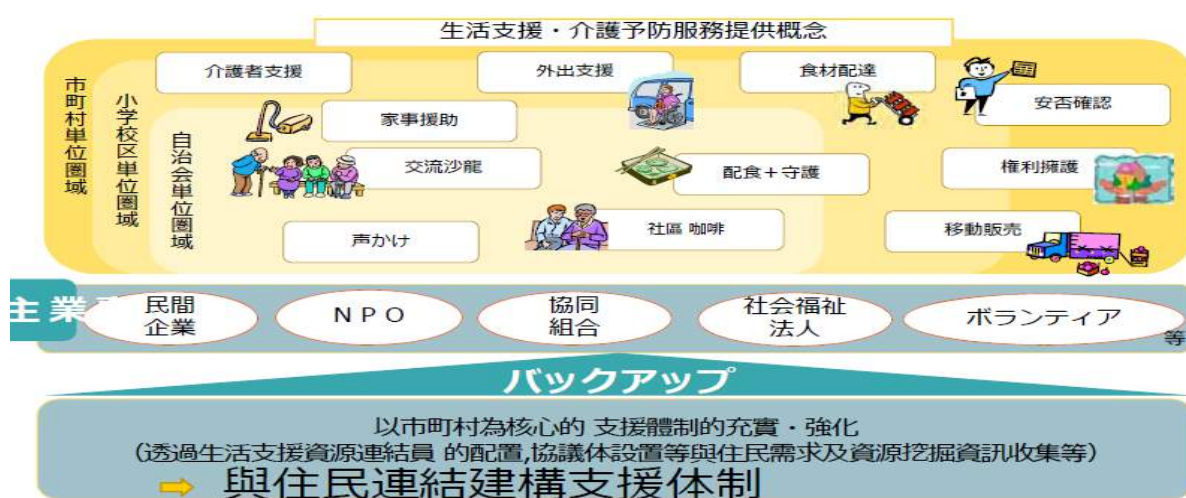 生活支援・介護予防服務提供概念
市町村単位圏域
小学校区単位圏域
自治会単位圏域
介護者支援
外出支援
食材配達
安否確認
家事援助
交流沙龍
配食+守護
権利擁護
声かけ
社區 咖啡
移動販売
主業
民間
企業
NPO
協同
組合
社会福祉
法人
ボランティア
等
バックアップ
以市町村為核心的 支援體制的充實・強化
(透過生活支援資源連結員 的配置,協議体設置等與住民需求及資源挖掘資訊收集等)
與住民連結建構支援体制